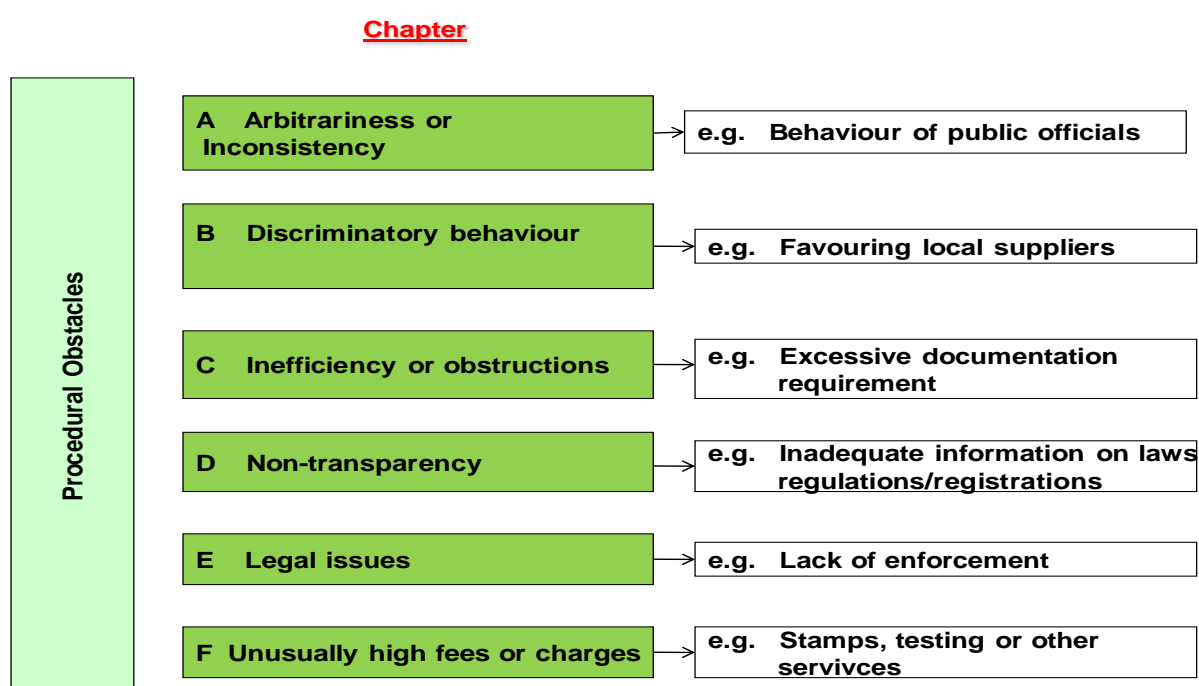 Chapter
Procedural Obstacles
A Arbitrariness or
Inconsistency
e.g. Behaviour of public officials
B Discriminatory behaviour
e.g. Favouring local suppliers
C Inefficiency or obstructions
e.g. Excessive documentation
requirement
D Non-transparency
e.g. Inadequate information on laws
regulations/registrations
E Legal issues
e.g. Lack of enforcement
F Unusually high fees or charges
e.g. Stamps, testing or other
servivces